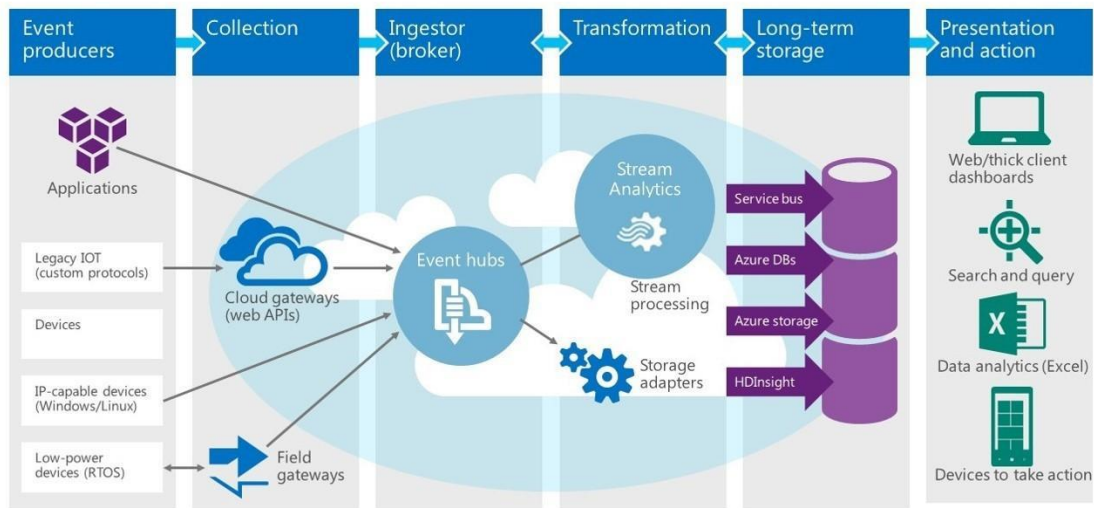 Event
producers
Collection
Ingestor
(broker)
Transformation
Long-term
storage
Presentation
and action
Applications
Legacy IOT
(custom protocols)
Devices
IP-capable devices
(Windows/Linux)
Low-power
devices (RTOS)
Cloud gateways
(web APIs)
Field
gateways
Event hubs
Stream
Analytics
Stream
processing
Storage
adapters
Service bus
Azure DBs
Azure storage
HDInsight
Web/thick client
dashboards
Search and query
X
Data analytics (Excel)
Devices to take action